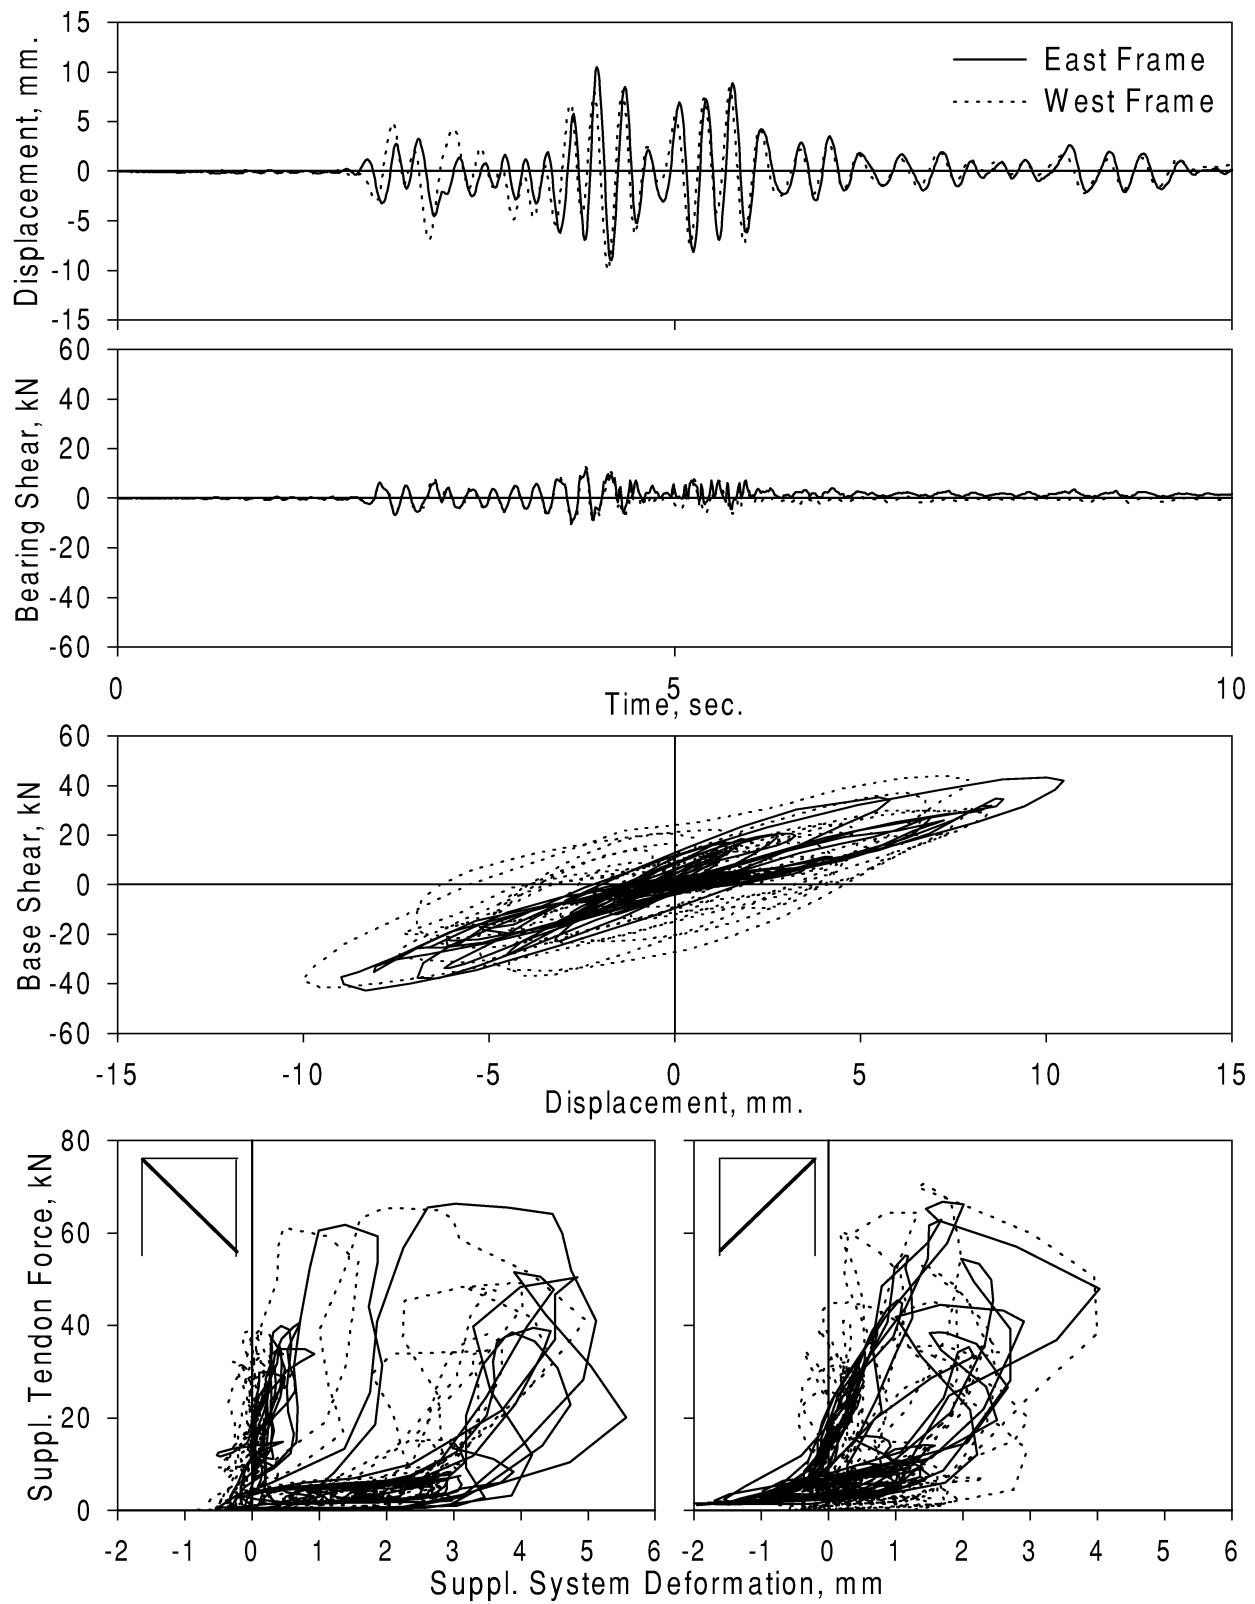 15
10
5
0
-5
-10
-15
Displacement, mm.
East Frame
West Frame
60
40
20
0
-20
-40
-60
Bearing Shear, kN
0 5 10
Time, sec.
60
40
20
0
-20
-40
-60
Base Shear, kN
-15 -10 -5 0 5 10 15
Displacement, mm.
80
60
40
20
0
Suppl. Tendon Force, kN
-2 -1 0 1 2 3 4 5 6 -2 -1 0 1 2 3 4 5 6
Suppl. System Deformation, mm